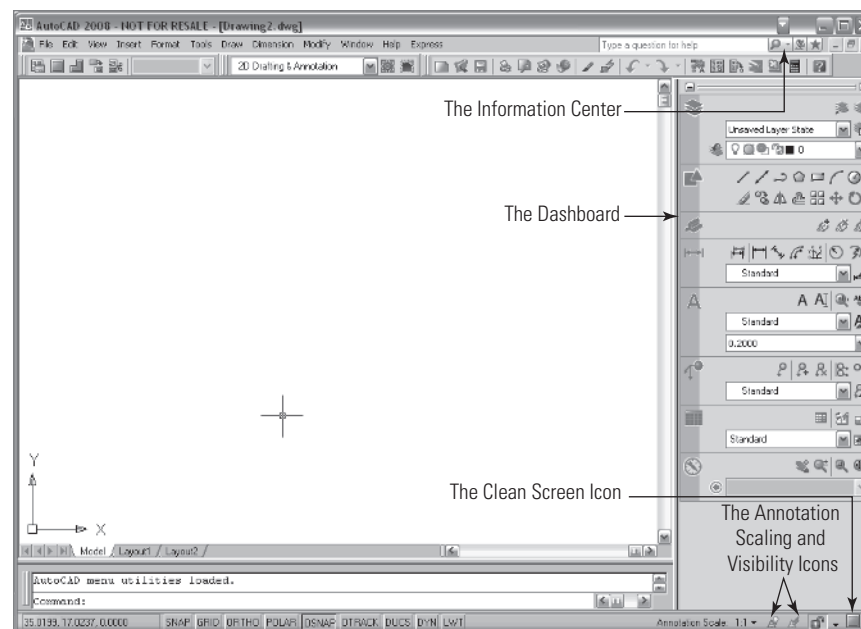 AutoCAD 2008 - NOT FOR RESALE - [Drawing2.dwg]
File Edit View Insert Format Tools Draw Dimension Modify Window Help Express
Type a question for help
2D Drafting & Annotation
The Information Center
Unsaved Layer State
0
The Dashboard
Standard
A A
Standard
0.2000
Standard
Standard
The Clean Screen Icon
The Annotation
Scaling and
Visibility Icons
Y
X
Model / Layout1 / Layout2 /
AutoCAD menu utilities loaded.
Command:
35.0199, 17.0237, 0.0000 SNAP GRID ORTHO POLAR OSNAP OTRACK DUCS DYN LWT Annotation Scale: 1:1